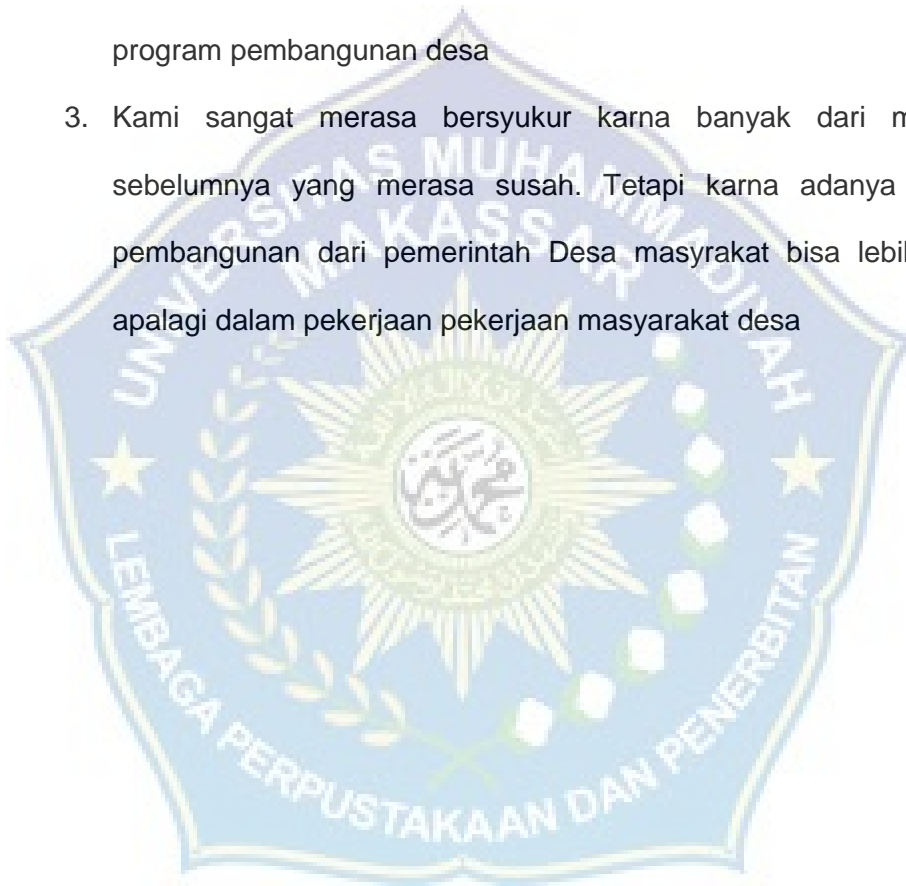 program pembangunan desa
3. Kami sangat merasa bersyukur karna banyak dari
sebelumnya yang merasa susah. Tetapi karna adanya
pembangunan dari pemerintah Desa masyrakat bisa
apalagi dalam pekerjaan pekerjaan masyarakat desa
UNIVERSITAS MUHAMMADIYAH
MAKASSAR
LEMBAGA PERPUSTAKAAN DAN PENERBITAN